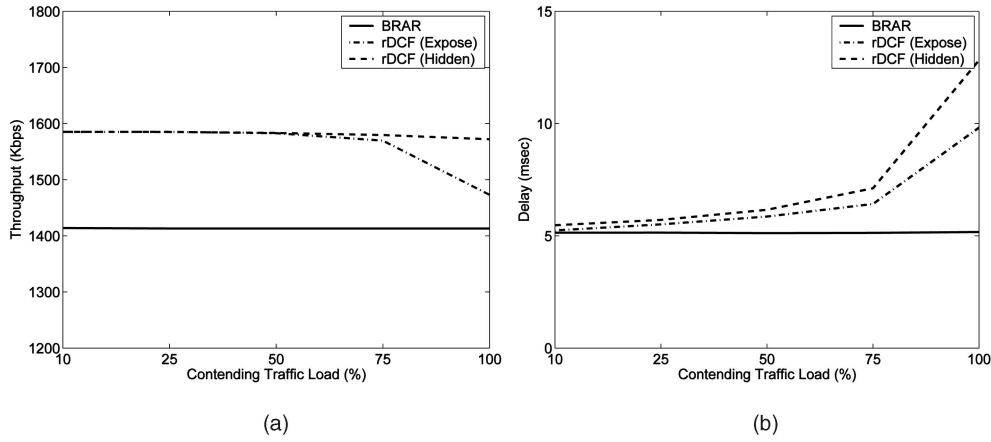 1800
1700
1600
1500
1400
1300
1200
Throughput (Kbps)
BRAR
rDCF (Expose)
rDCF (Hidden)
10 25 50 75 100
Contending Traffic Load (%)
(a)
15
10
5
0
Delay (msec)
BRAR
rDCF (Expose)
rDCF (Hidden)
10 25 50 75 100
Contending Traffic Load (%)
(b)